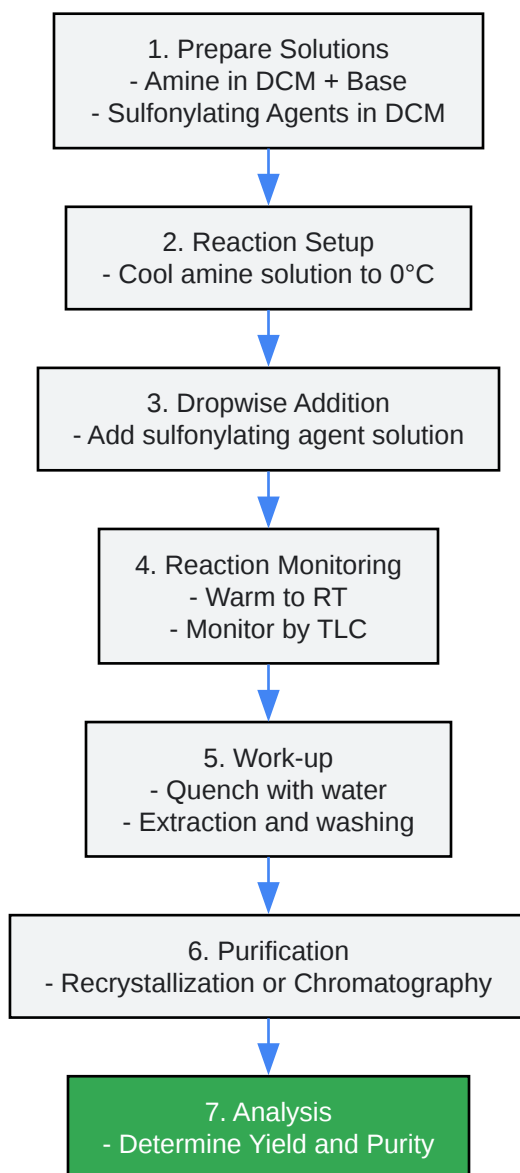 1. Prepare Solutions
- Amine in DCM + Base
- Sulfonylating Agents in DCM
2. Reaction Setup
- Cool amine solution to 0°C
3. Dropwise Addition
- Add sulfonylating agent solution
4. Reaction Monitoring
- Warm to RT
- Monitor by TLC
5. Work-up
- Quench with water
- Extraction and washing
6. Purification
- Recrystallization or Chromatography
7. Analysis
- Determine Yield and Purity